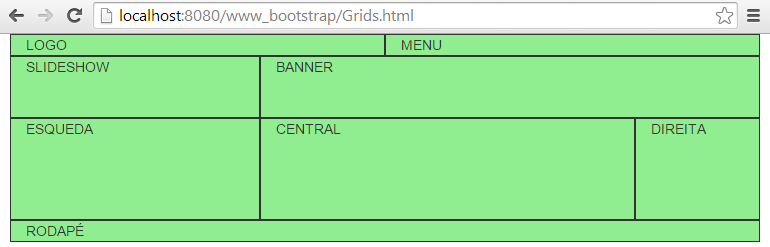 localhost:8080/www_bootstrap/Grids.html
LOGO MENU
SLIDESHOW BANNER
ESQUEDA CENTRAL DIREITA
RODAPÉ